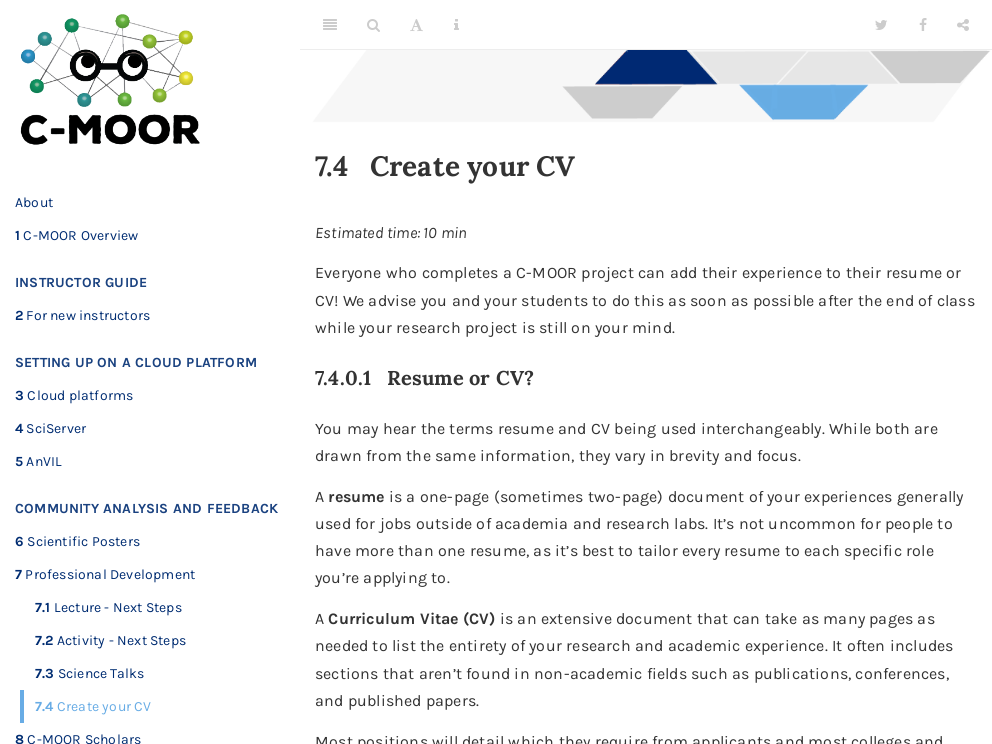 C-MOOR
About
1 C-MOOR Overview
INSTRUCTOR GUIDE
2 For new instructors
SETTING UP ON A CLOUD PLATFORM
3 Cloud platforms
4 SciServer
5 AnVIL
COMMUNITY ANALYSIS AND FEEDBACK
6 Scientific Posters
7 Professional Development
7.1 Lecture - Next Steps
7.2 Activity - Next Steps
7.3 Science Talks
7.4 Create your CV
8 C-MOOR Scholars
7.4 Create your CV
Estimated time: 10 min
Everyone who completes a C-MOOR project can add their experience to their resume or
CV! We advise you and your students to do this as soon as possible after the end of class
while your research project is still on your mind.
7.4.0.1 Resume or CV?
You may hear the terms resume and CV being used interchangeably. While both are
drawn from the same information, they vary in brevity and focus.
A resume is a one-page (sometimes two-page) document of your experiences generally
used for jobs outside of academia and research labs. It’s not uncommon for people to
have more than one resume, as it’s best to tailor every resume to each specific role
you’re applying to.
A Curriculum Vitae (CV) is an extensive document that can take as many pages as
needed to list the entirety of your research and academic experience. It often includes
sections that aren’t found in non-academic fields such as publications, conferences,
and published papers.
Most positions will detail which they require from applicants and most colleges and